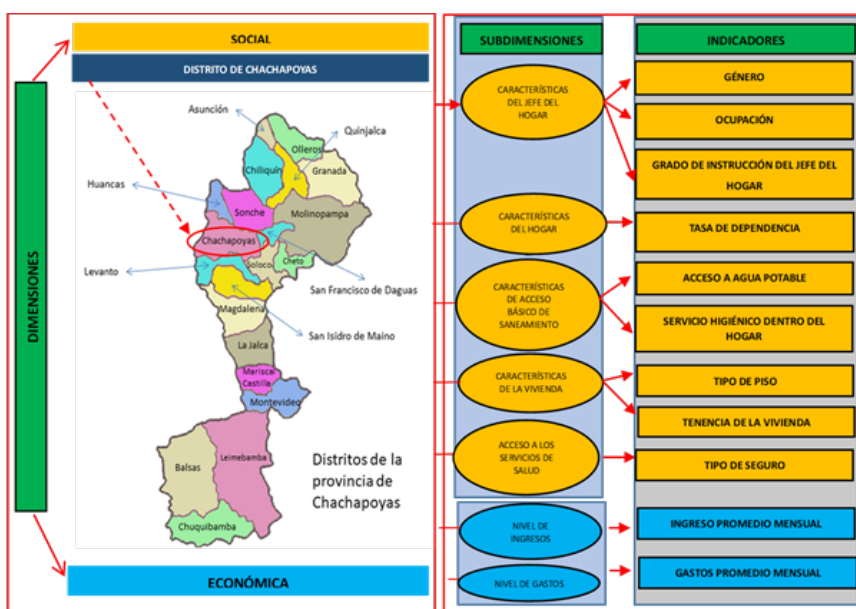 SOCIAL
DISTRITO DE CHACHAPOYAS
DIMENSIONES
Asunción
Quinjalca
Olleros
Chiliquín
Granada
Huancas
Sonche
Molinopampa
Chachapoyas
Levanto
Soloco
Cheto
San Francisco de Daguas
Magdalena
San Isidro de Maino
La Jalca
Mariscal
Castilla
Montevideo
Balsas
Leimebamba
Chuquibamba
Distritos de la
provincia de
Chachapoyas
ECONÓMICA
SUBDIMENSIONES
CARACTERÍSTICAS
DEL JEFE DEL
HOGAR
CARACTERÍSTICAS
DEL HOGAR
CARACTERÍSTICAS
DE ACCESO
BÁSICO DE
SANEAMIENTO
CARACTERÍSTICAS
DE LA VIVIENDA
ACCESO A LOS
SERVICIOS DE
SALUD
NIVEL DE
INGRESOS
NIVEL DE GASTOS
INDICADORES
GÉNERO
OCUPACIÓN
GRADO DE INSTRUCCIÓN DEL JEFE DEL
HOGAR
TASA DE DEPENDENCIA
ACCESO A AGUA POTABLE
SERVICIO HIGIÉNICO DENTRO DEL
HOGAR
TIPO DE PISO
TENENCIA DE LA VIVIENDA
TIPO DE SEGURO
INGRESO PROMEDIO MENSUAL
GASTOS PROMEDIO MENSUAL